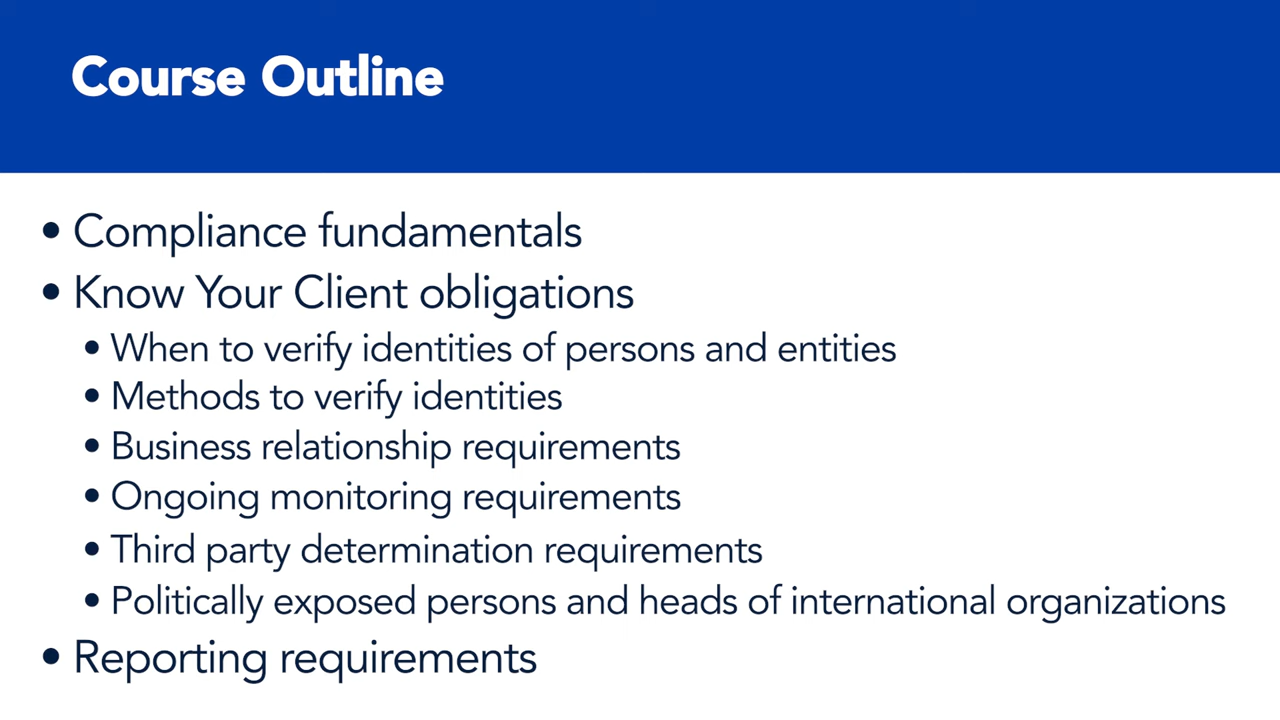 Course Outline
• Compliance fundamentals
• Know Your Client obligations
• When to verify identities of persons and entities
• Methods to verify identities
• Business relationship requirements
• Ongoing monitoring requirements
• Third party determination requirements
• Politically exposed persons and heads of international organizations
• Reporting requirements